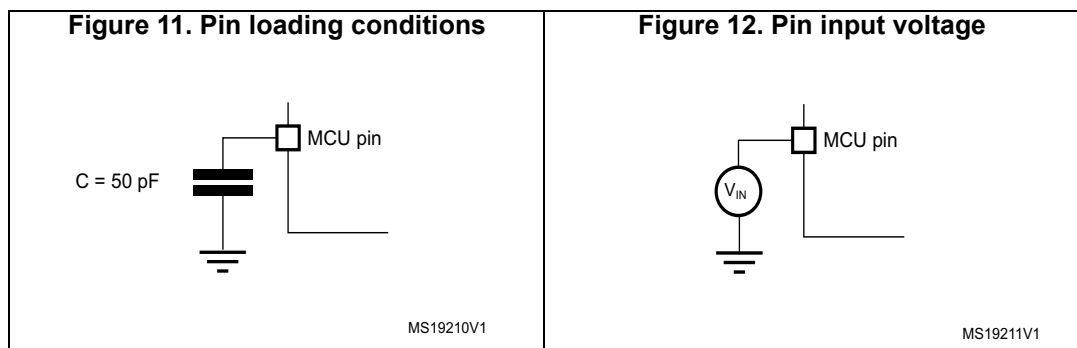 Figure 11. Pin loading conditions
MCU pin
C = 50 pF
MS19210V1
Figure 12. Pin input voltage
MCU pin
VIN
MS19211V1